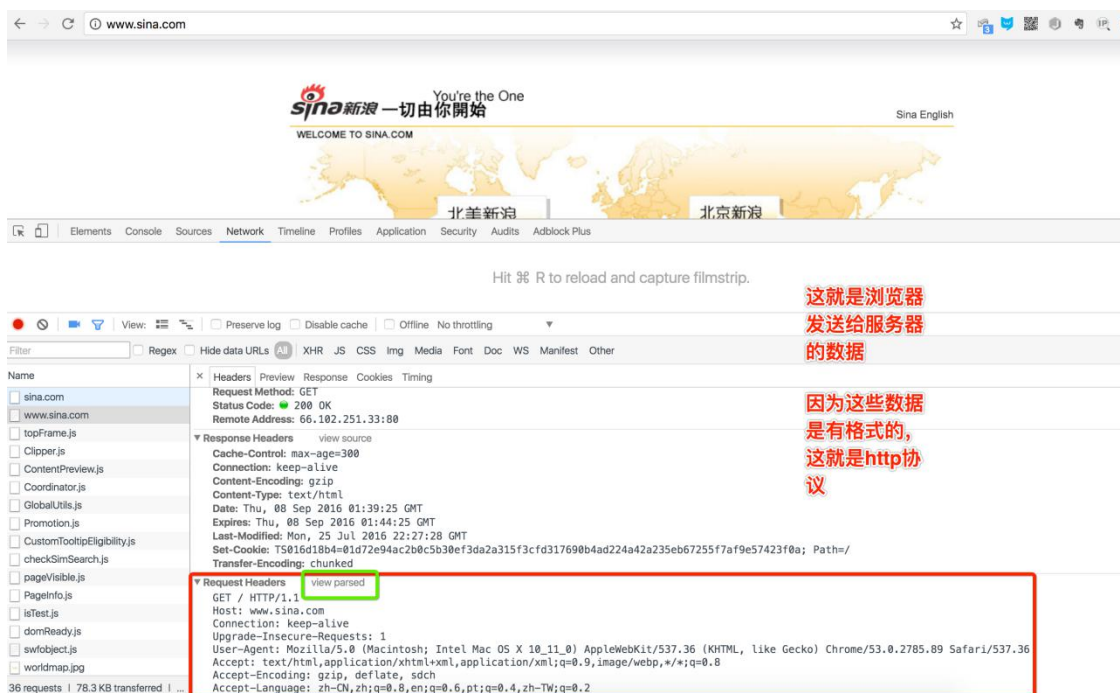 www.sina.com
3
sina新浪 一切由你開始
You're the One
Sina English
WELCOME TO SINA.COM
北美新浪
北京新浪
Elements Console Sources Network Timeline Profiles Application Security Audits Adblock Plus
Hit ⌘ R to reload and capture filmstrip.
这就是浏览器
发送给服务器
的数据
View: Preserve log Disable cache Offline No throttling
Filter Regex Hide data URLs All XHR JS CSS Img Media Font Doc WS Manifest Other
因为这些数据
是有格式的,
这就是http协
议
Name
sina.com
www.sina.com
topFrame.js
Clipper.js
ContentPreview.js
Coordinator.js
GlobalUtils.js
Promotion.js
CustomTooltipEligibility.js
checkSimSearch.js
pageVisible.js
PageInfo.js
isTest.js
domReady.js
swfobject.js
worldmap.jpg
36 requests | 78.3 KB transferred | ...
× Headers Preview Response Cookies Timing
Request Method: GET
Status Code: 200 OK
Remote Address: 66.102.251.33:80
Response Headers view source
Cache-Control: max-age=300
Connection: keep-alive
Content-Encoding: gzip
Content-Type: text/html
Date: Thu, 08 Sep 2016 01:39:25 GMT
Expires: Thu, 08 Sep 2016 01:44:25 GMT
Last-Modified: Mon, 25 Jul 2016 22:27:28 GMT
Set-Cookie: TS016d18b4=01d72e94ac2b0c5b30ef3da2a315f3cfd317690b4ad224a42a235eb67255f7af9e57423f0a; Path=/
Transfer-Encoding: chunked
Request Headers view parsed
GET / HTTP/1.1
Host: www.sina.com
Connection: keep-alive
Upgrade-Insecure-Requests: 1
User-Agent: Mozilla/5.0 (Macintosh; Intel Mac OS X 10_11_0) AppleWebKit/537.36 (KHTML, like Gecko) Chrome/53.0.2785.89 Safari/537.36
Accept: text/html,application/xhtml+xml,application/xml;q=0.9,image/webp,*/*;q=0.8
Accept-Encoding: gzip, deflate, sdch
Accept-Language: zh-CN,zh;q=0.8,en;q=0.6,pt;q=0.4,zh-TW;q=0.2